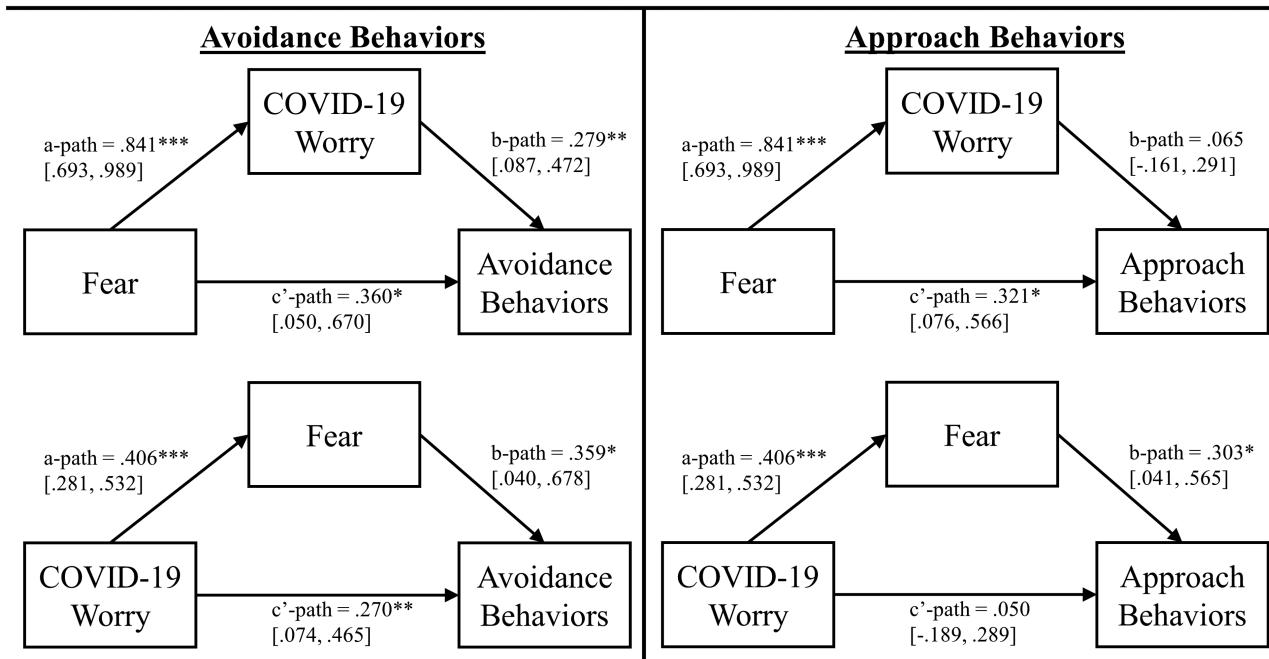 Avoidance Behaviors
COVID-19
Worry
a-path = .841***
[.693, .989]
b-path = .279**
[.087, .472]
Fear
Avoidance
Behaviors
c’-path = .360*
[.050, .670]
Fear
a-path = .406***
[.281, .532]
b-path = .359*
[.040, .678]
COVID-19
Worry
Avoidance
Behaviors
c’-path = .270**
[.074, .465]
Approach Behaviors
COVID-19
Worry
a-path = .841***
[.693, .989]
b-path = .065
[-.161, .291]
Fear
Approach
Behaviors
c’-path = .321*
[.076, .566]
Fear
a-path = .406***
[.281, .532]
b-path = .303*
[.041, .565]
COVID-19
Worry
Approach
Behaviors
c’-path = .050
[-.189, .289]